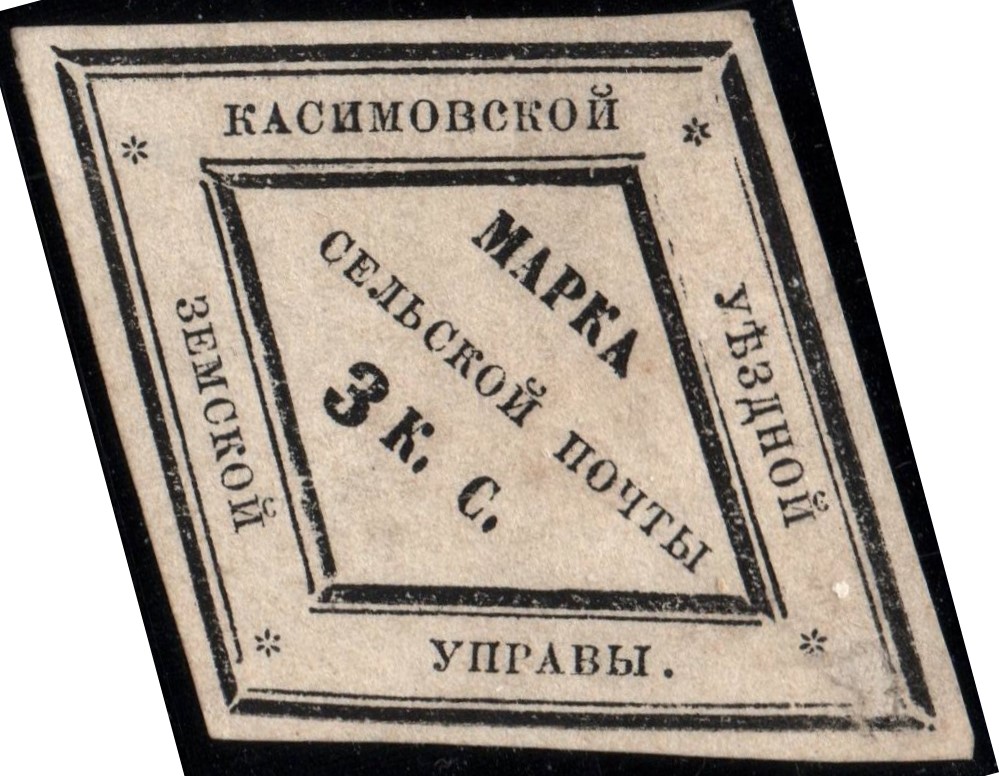 КАСИМОВСКОЙ
УѢЗДНОЙ
ЗЕМСКОЙ
УПРАВЫ.
МАРКА
СЕЛЬСКОЙ ПОЧТЫ
3 К. С.